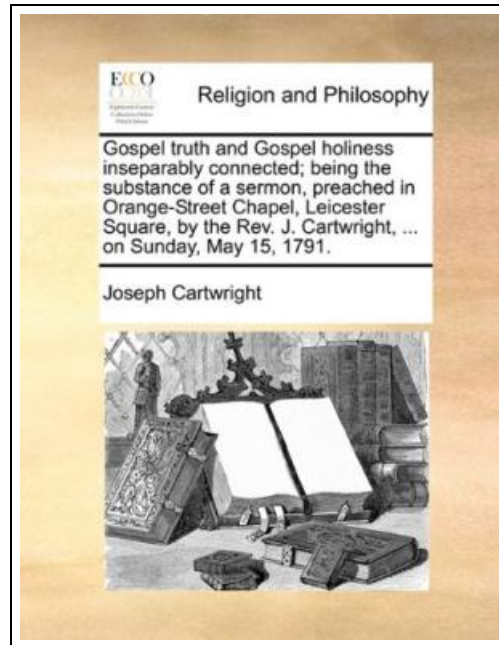 ECCO
Religion and Philosophy
Gospel truth and Gospel holiness
inseparably connected; being the
substance of a sermon, preached in
Orange-Street Chapel, Leicester
Square, by the Rev. J. Cartwright, ...
on Sunday, May 15, 1791.
Joseph Cartwright